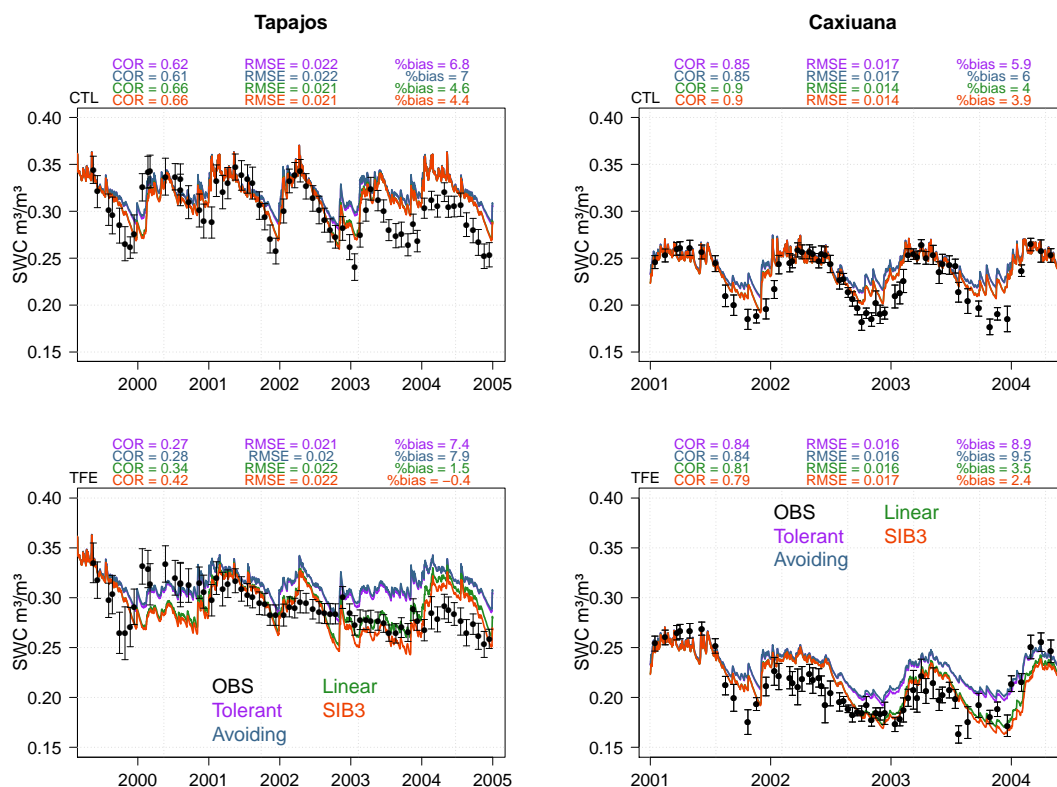 Tapajos
Caxiuana
COR = 0.62 RMSE = 0.022 %bias = 6.8
COR = 0.61 RMSE = 0.022 %bias = 7
COR = 0.66 RMSE = 0.021 %bias = 4.6
COR = 0.66 RMSE = 0.021 %bias = 4.4
CTL
SWC m³/m³
0.40
0.35
0.30
0.25
0.20
0.15
2000 2001 2002 2003 2004 2005
COR = 0.85 RMSE = 0.017 %bias = 5.9
COR = 0.85 RMSE = 0.017 %bias = 6
COR = 0.9 RMSE = 0.014 %bias = 4
COR = 0.9 RMSE = 0.014 %bias = 3.9
CTL
SWC m³/m³
0.40
0.35
0.30
0.25
0.20
0.15
2001 2002 2003 2004
COR = 0.27 RMSE = 0.021 %bias = 7.4
COR = 0.28 RMSE = 0.02 %bias = 7.9
COR = 0.34 RMSE = 0.022 %bias = 1.5
COR = 0.42 RMSE = 0.022 %bias = −0.4
TFE
SWC m³/m³
0.40
0.35
0.30
0.25
0.20
0.15
OBS Linear
Tolerant SIB3
Avoiding
2000 2001 2002 2003 2004 2005
COR = 0.84 RMSE = 0.016 %bias = 8.9
COR = 0.84 RMSE = 0.016 %bias = 9.5
COR = 0.81 RMSE = 0.016 %bias = 3.5
COR = 0.79 RMSE = 0.017 %bias = 2.4
TFE
SWC m³/m³
0.40
0.35
0.30
0.25
0.20
0.15
OBS Linear
Tolerant SIB3
Avoiding
2001 2002 2003 2004